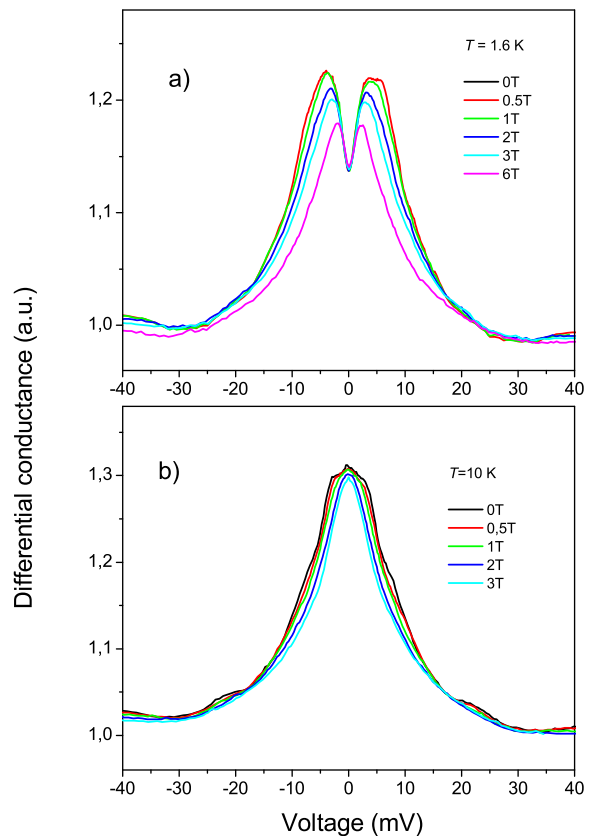 a)
T = 1.6 K
0T
0.5T
1T
2T
3T
6T
1,2
1,1
1,0
-40 -30 -20 -10 0 10 20 30 40
Differential conductance (a.u.)
b)
T=10 K
0T
0,5T
1T
2T
3T
1,3
1,2
1,1
1,0
-40 -30 -20 -10 0 10 20 30 40
Voltage (mV)